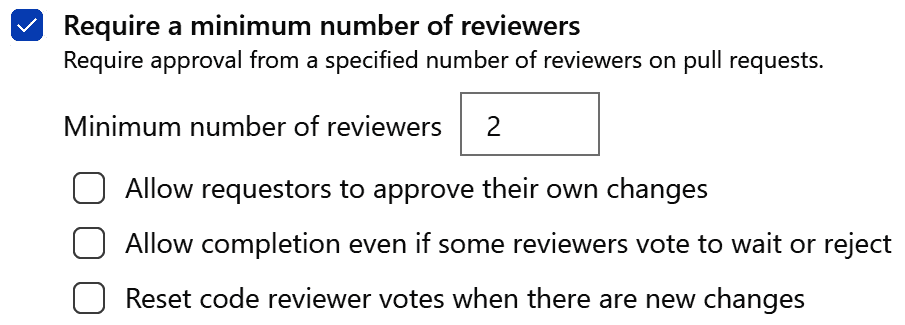 Require a minimum number of reviewers
Require approval from a specified number of reviewers on pull requests.
Minimum number of reviewers 2
Allow requestors to approve their own changes
Allow completion even if some reviewers vote to wait or reject
Reset code reviewer votes when there are new changes